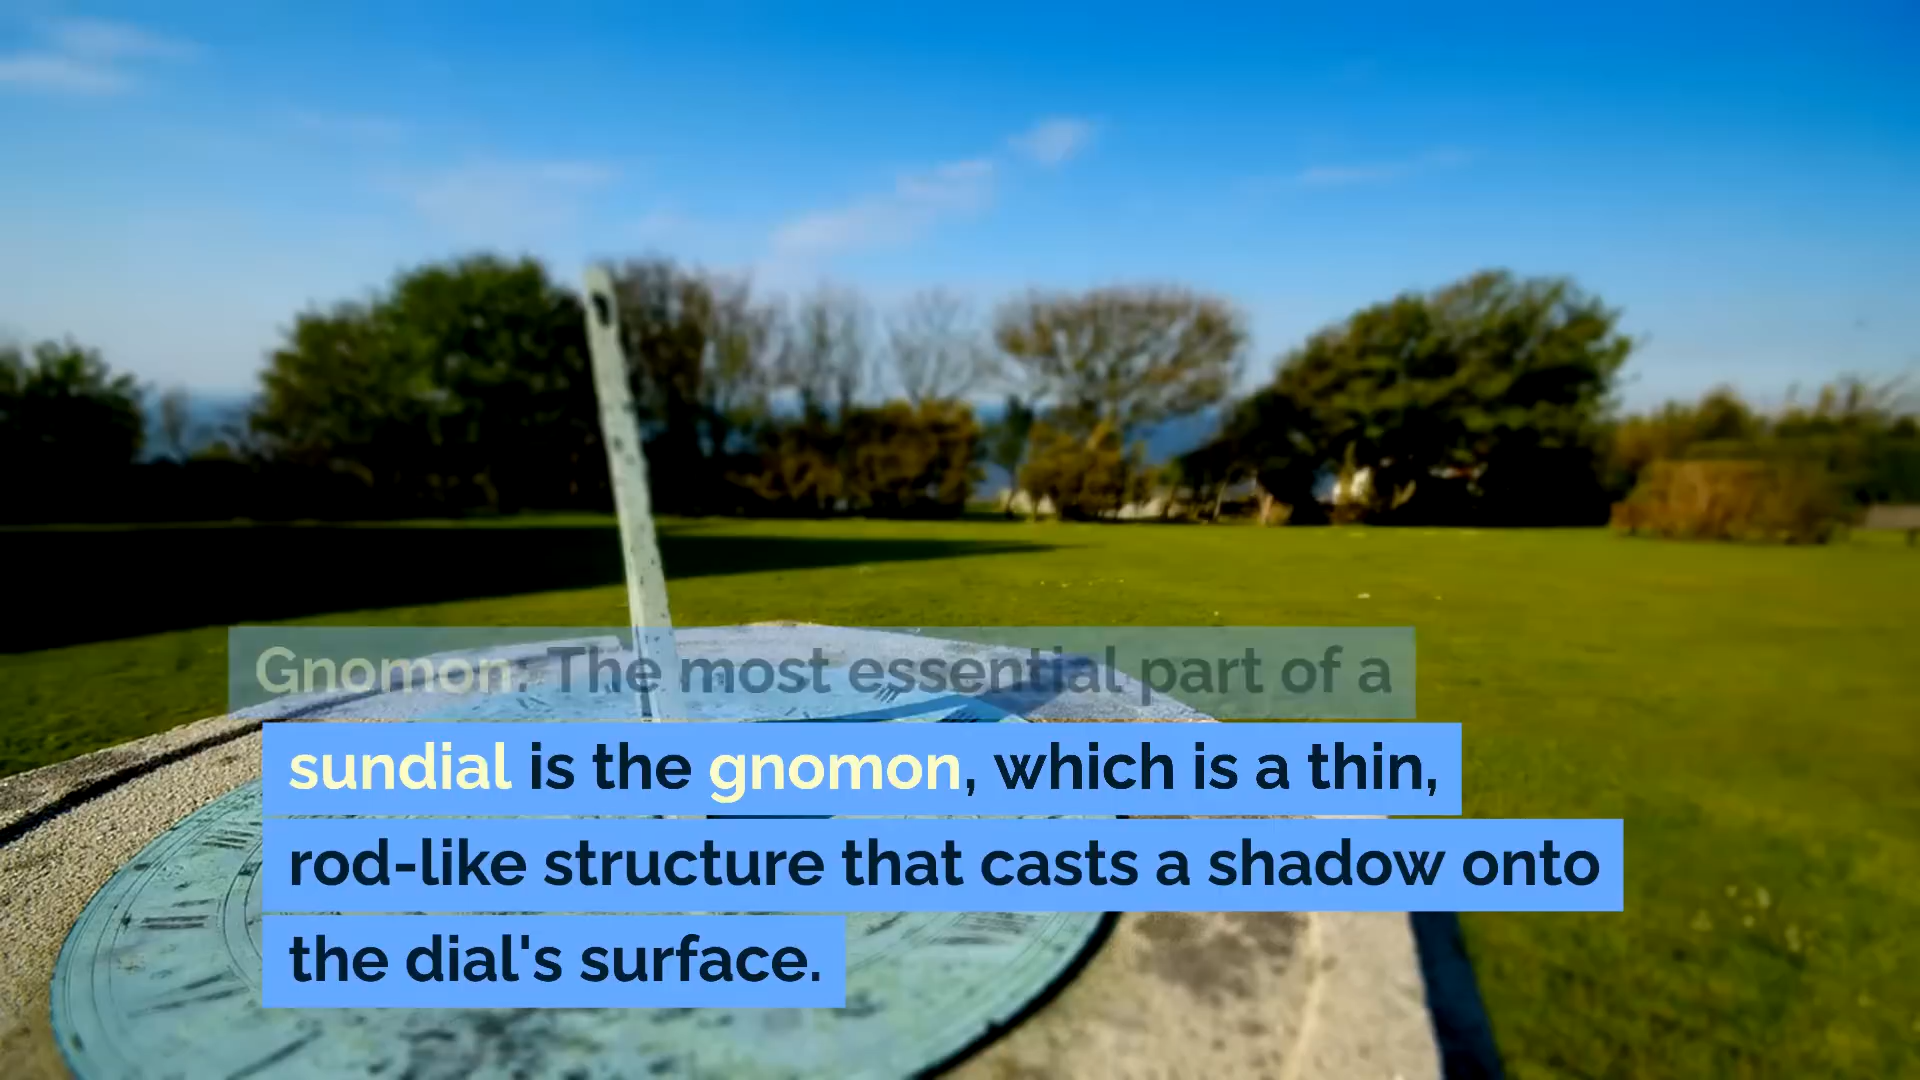 Gnomon: The most essential part of a
sundial is the gnomon, which is a thin,
rod-like structure that casts a shadow onto
the dial's surface.